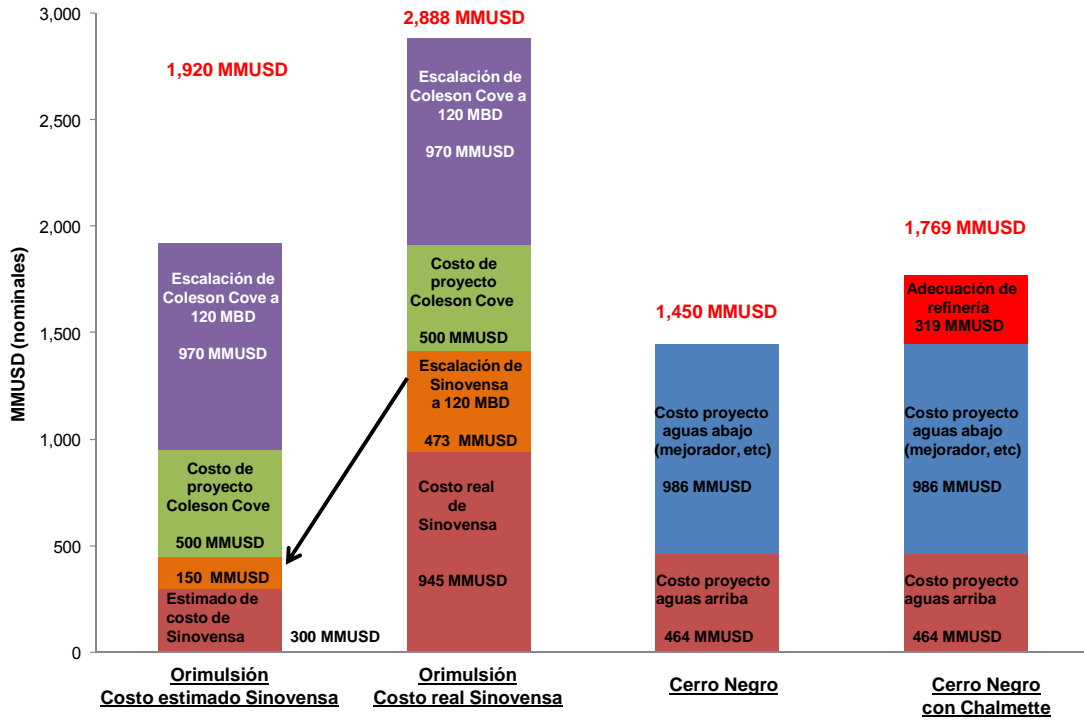 MMUSD (nominales)
3,000
2,500
2,000
1,500
1,000
500
0
1,920 MMUSD
Escalación de
Coleson Cove a
120 MBD
970 MMUSD
Costo de
proyecto
Coleson Cove
500 MMUSD
150 MMUSD
Estimado de
costo de
Sinovensa
300 MMUSD
2,888 MMUSD
Escalación de
Coleson Cove a
120 MBD
970 MMUSD
Costo de
proyecto
Coleson Cove
500 MMUSD
Escalación de
Sinovensa
a 120 MBD
473 MMUSD
Costo real
de
Sinovensa
945 MMUSD
1,450 MMUSD
Costo proyecto
aguas abajo
(mejorador, etc)
986 MMUSD
Costo proyecto
aguas arriba
464 MMUSD
1,769 MMUSD
Adecuación de
refinería
319 MMUSD
Costo proyecto
aguas abajo
(mejorador, etc)
986 MMUSD
Costo proyecto
aguas arriba
464 MMUSD
Orimulsión
Costo estimado Sinovensa
Orimulsión
Costo real Sinovensa
Cerro Negro
Cerro Negro
con Chalmette